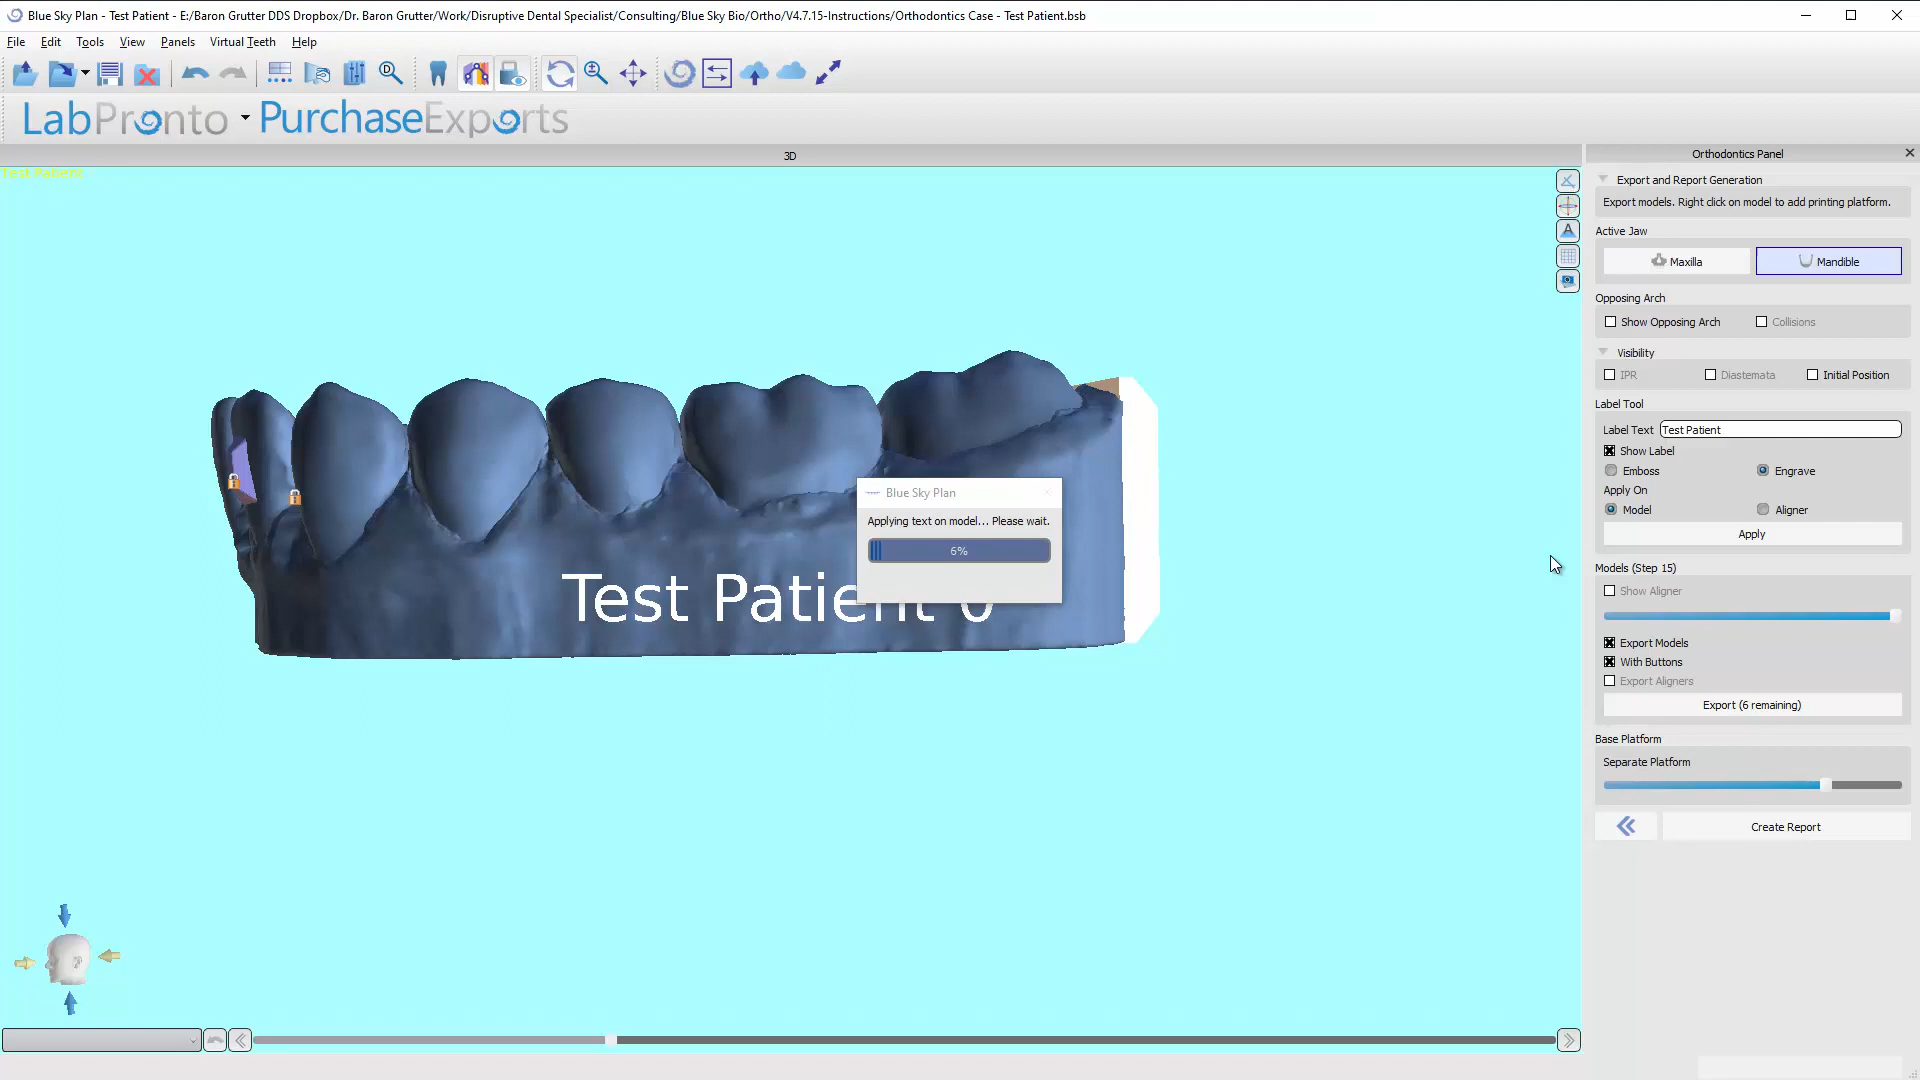 Blue Sky Plan - Test Patient - E:/Baron Grutter DDS Dropbox/Dr. Baron Grutter/Work/Disruptive Dental Specialist/Consulting/Blue Sky Bio/Ortho/V4.7.15-Instructions/Orthodontics Case - Test Patient.bsb
File Edit Tools View Panels Virtual Teeth Help
LabPronto PurchaseExports
3D
Test Patient
Test Patient 0
Blue Sky Plan
Applying text on model... Please wait.
6%
Orthodontics Panel
Export and Report Generation
Export models. Right click on model to add printing platform.
Active Jaw
Maxilla Mandible
Opposing Arch
Show Opposing Arch Collisions
Visibility
IPR Diastemata Initial Position
Label Tool
Label Text Test Patient
Show Label
Emboss Engrave
Apply On
Model Aligner
Apply
Models (Step 15)
Show Aligner
Export Models
With Buttons
Export Aligners
Export (6 remaining)
Base Platform
Separate Platform
Create Report